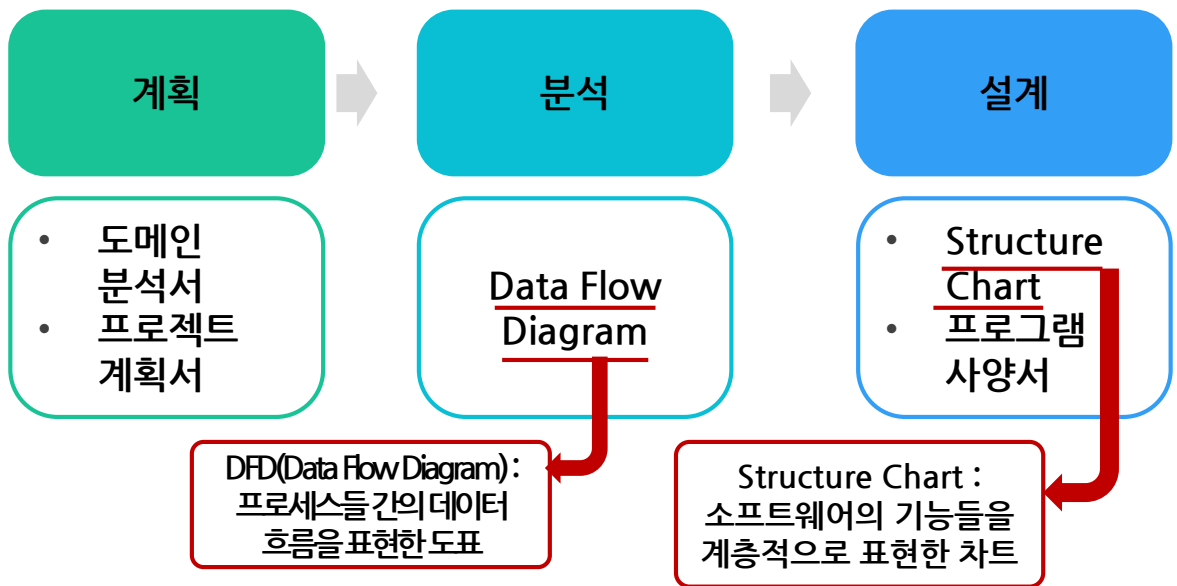 계획
분석
설계
• 도메인
분석서
• 프로젝트
계획서
Data Flow
Diagram
• Structure
Chart
• 프로그램
사양서
DFD(Data Flow Diagram) :
프로세스들 간의 데이터
흐름을 표현한 도표
Structure Chart :
소프트웨어의 기능들을
계층적으로 표현한 차트